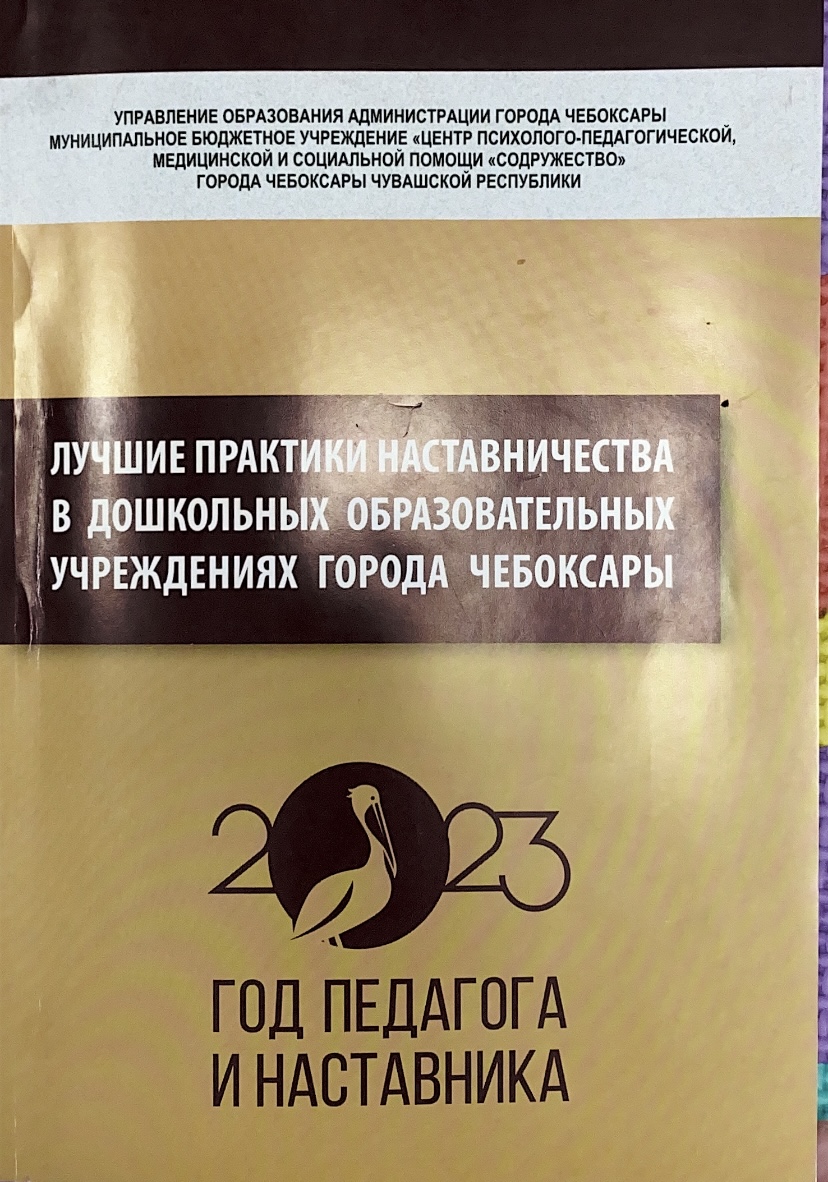 УПРАВЛЕНИЕ ОБРАЗОВАНИЯ АДМИНИСТРАЦИИ ГОРОДА ЧЕБОКСАРЫ
МУНИЦИПАЛЬНОЕ БЮДЖЕТНОЕ УЧРЕЖДЕНИЕ «ЦЕНТР ПСИХОЛОГО-ПЕДАГОГИЧЕСКОЙ,
МЕДИЦИНСКОЙ И СОЦИАЛЬНОЙ ПОМОЩИ «СОДРУЖЕСТВО»
ГОРОДА ЧЕБОКСАРЫ ЧУВАШСКОЙ РЕСПУБЛИКИ
ЛУЧШИЕ ПРАКТИКИ НАСТАВНИЧЕСТВА
В ДОШКОЛЬНЫХ ОБРАЗОВАТЕЛЬНЫХ
УЧРЕЖДЕНИЯХ ГОРОДА ЧЕБОКСАРЫ
2023
ГОД ПЕДАГОГА
И НАСТАВНИКА